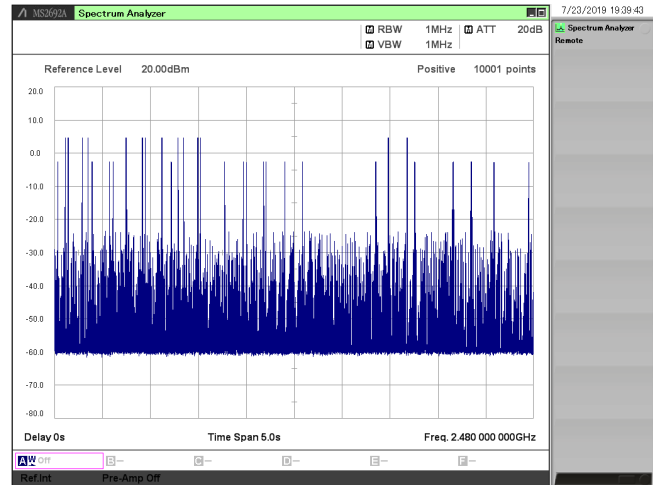 MS2692A Spectrum Analyzer
7/23/2019 19:39:43
M RBW 1MHz M ATT 20dB
M VBW 1MHz
Spectrum Analyzer
Remote
Reference Level 20.00dBm Positive 10001 points
20.0
10.0
0.0
-10.0
-20.0
-30.0
-40.0
-50.0
-60.0
-70.0
-80.0
Delay 0s Time Span 5.0s Freq. 2.480 000 000GHz
A W Off B - C - D - E - F -
Ref.Int Pre-Amp Off